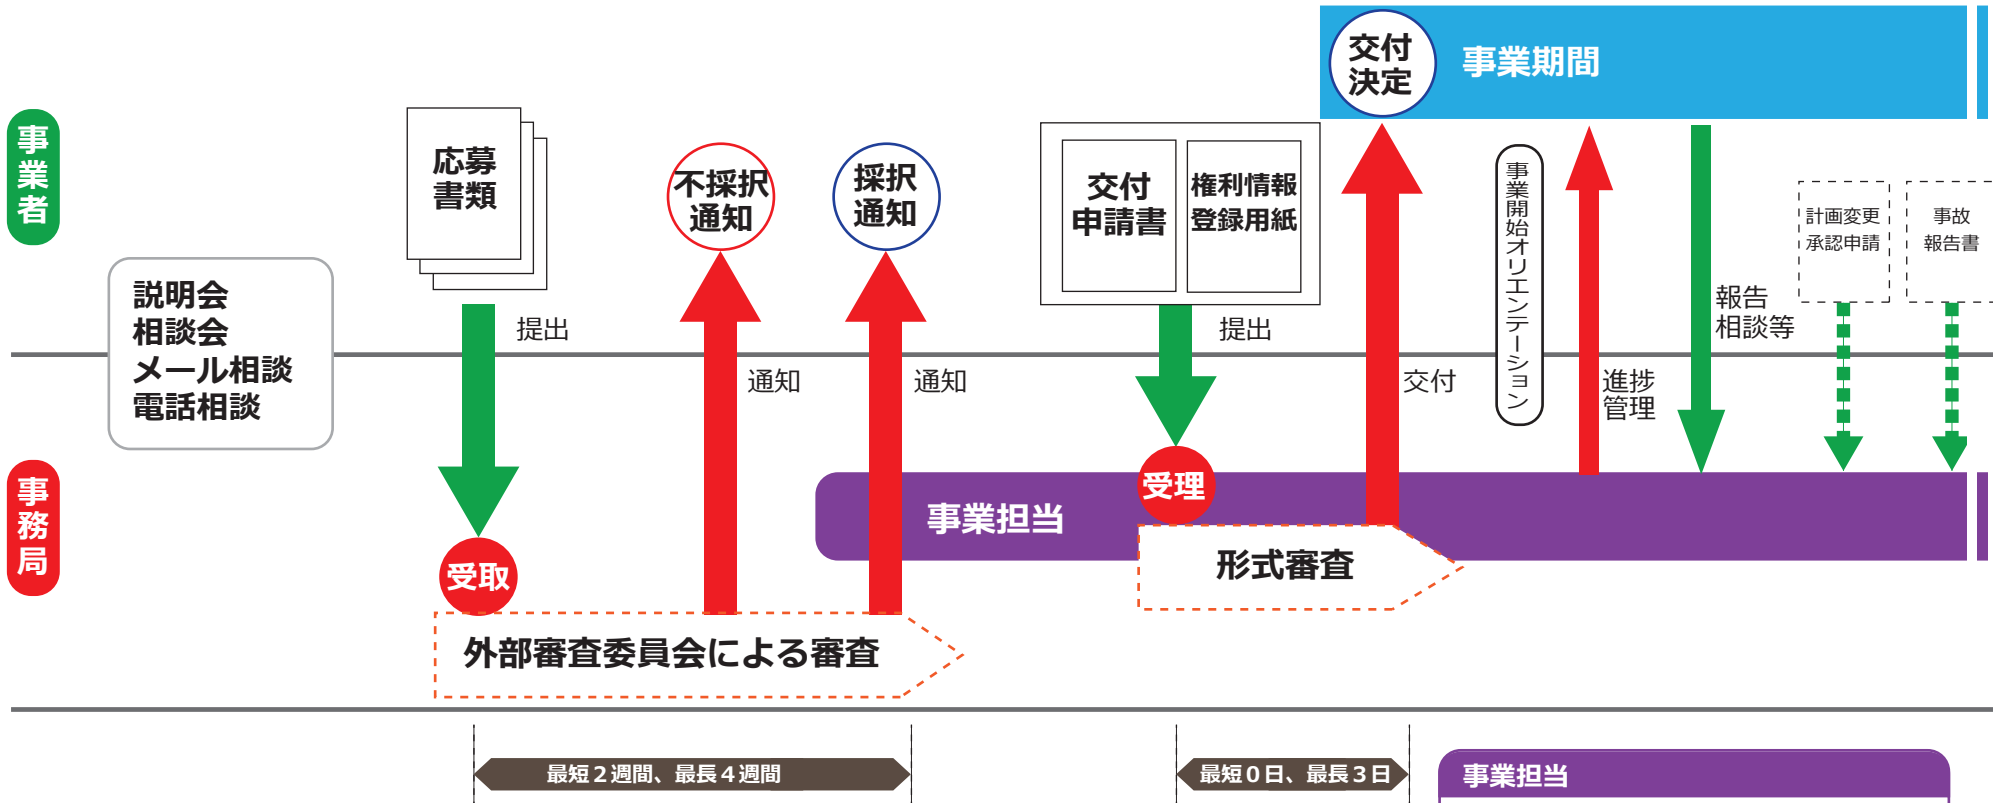 交付
決定
事業期間
事業者
応募
書類
不採択
通知
採択
通知
交付
申請書
権利情報
登録用紙
事業開始オリエンテーション
計画変更
承認申請
事故
報告書
説明会
相談会
メール相談
電話相談
提出
通知
通知
提出
交付
進捗
管理
報告
相談等
事務局
受取
事業担当
受理
形式審査
外部審査委員会による審査
最短２週間、最長４週間
最短０日、最長３日
事業担当